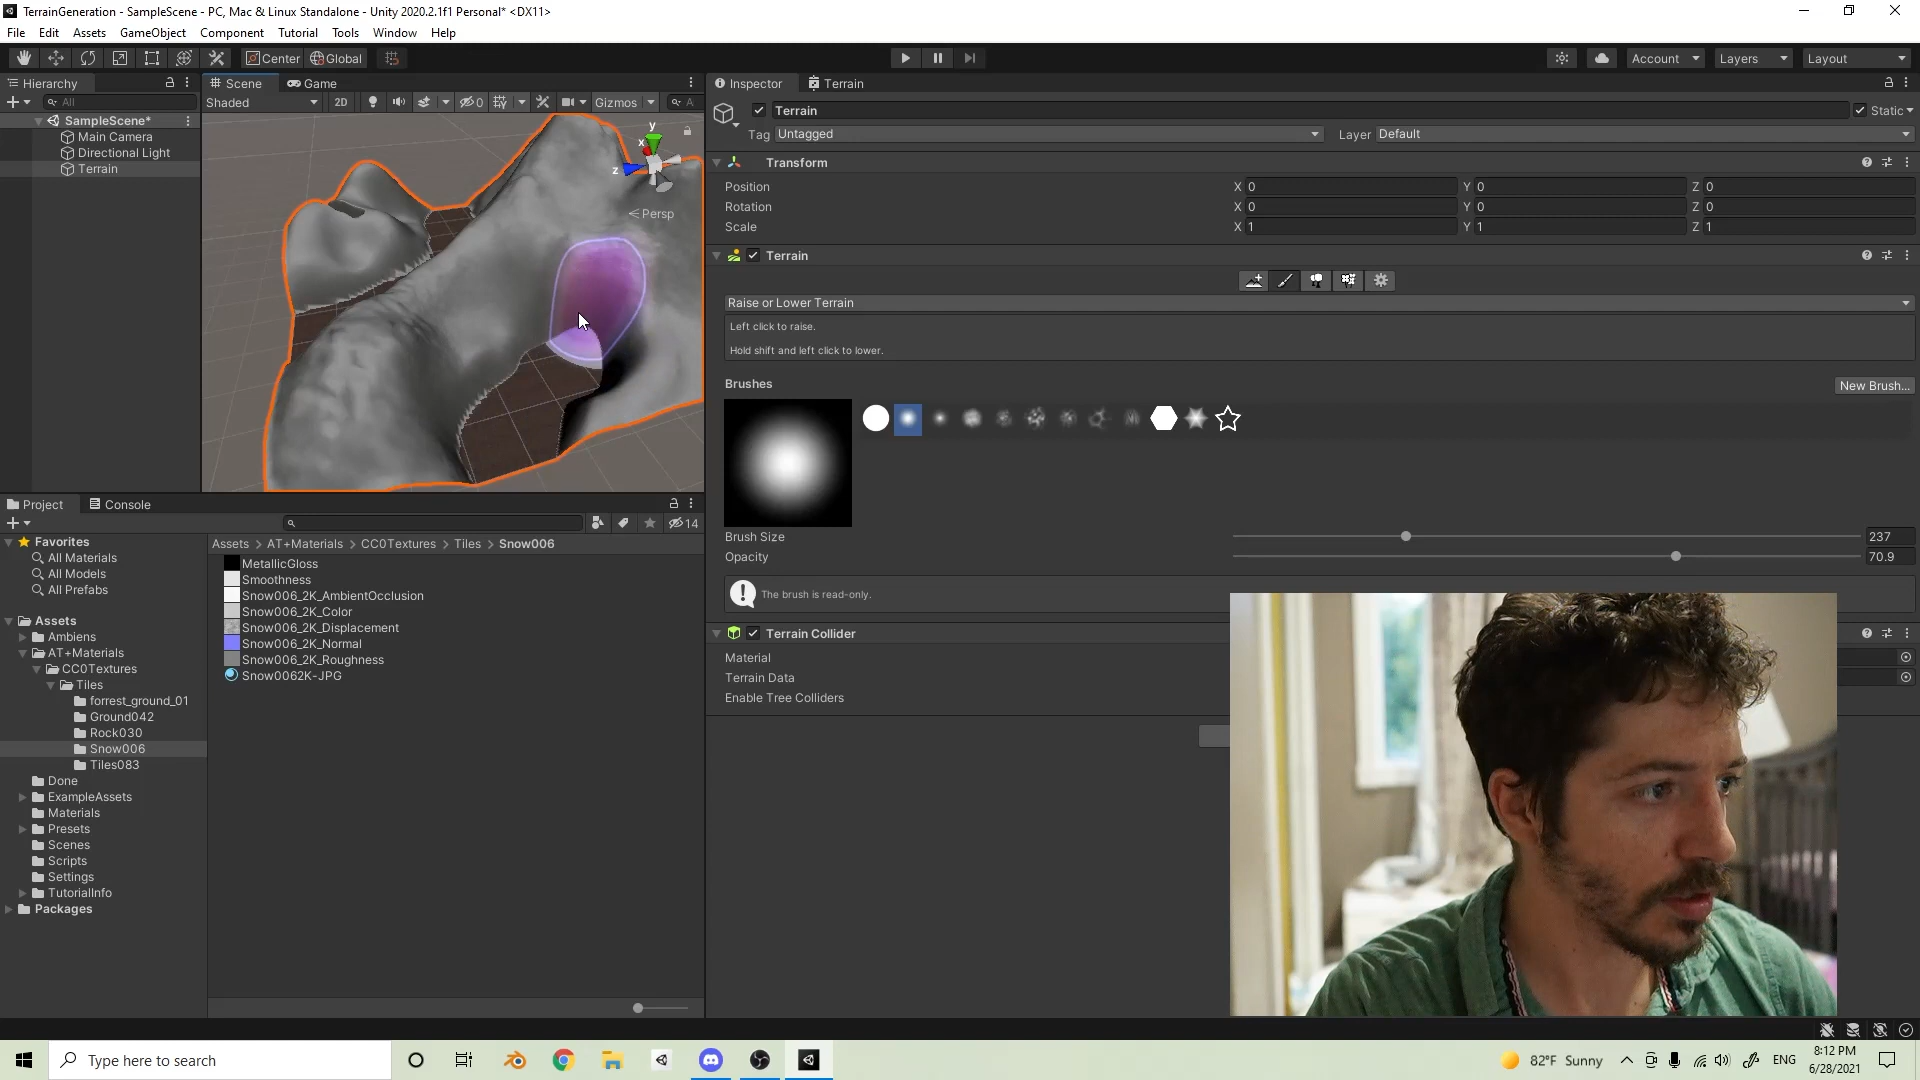 TerrainGeneration - SampleScene - PC, Mac & Linux Standalone - Unity 2020.2.1f1 Personal* <DX11>
File Edit Assets GameObject Component Tutorial Tools Window Help
Center Global Account Layers Layout
Hierarchy Scene Game Inspector Terrain
All Shaded 2D 0 Gizmos A
Terrain Static
SampleScene*
Main Camera
Directional Light
Terrain
y
x
z
Persp
Tag Untagged Layer Default
Transform
Position X 0 Y 0 Z 0
Rotation X 0 Y 0 Z 0
Scale X 1 Y 1 Z 1
Terrain
Raise or Lower Terrain
Left click to raise.
Hold shift and left click to lower.
Brushes
New Brush...
Brush Size 237
Opacity 70.9
The brush is read-only.
Terrain Collider
Material
Terrain Data
Enable Tree Colliders
Project Console
14
Favorites
All Materials
All Models
All Prefabs
Assets
Ambiens
AT+Materials
CC0Textures
Tiles
forrest_ground_01
Ground042
Rock030
Snow006
Tiles083
Done
ExampleAssets
Materials
Presets
Scenes
Scripts
Settings
TutorialInfo
Packages
Assets > AT+Materials > CC0Textures > Tiles > Snow006
MetallicGloss
Smoothness
Snow006_2K_AmbientOcclusion
Snow006_2K_Color
Snow006_2K_Displacement
Snow006_2K_Normal
Snow006_2K_Roughness
Snow0062K-JPG
Type here to search
82°F Sunny
ENG
8:12 PM
6/28/2021